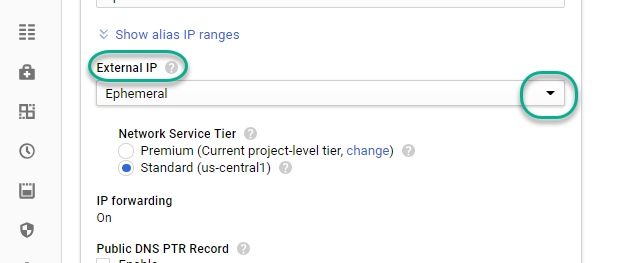 Show alias IP ranges
External IP
Ephemeral
Network Service Tier
Premium (Current project-level tier, change)
Standard (us-central1)
IP forwarding
On
Public DNS PTR Record
Enable